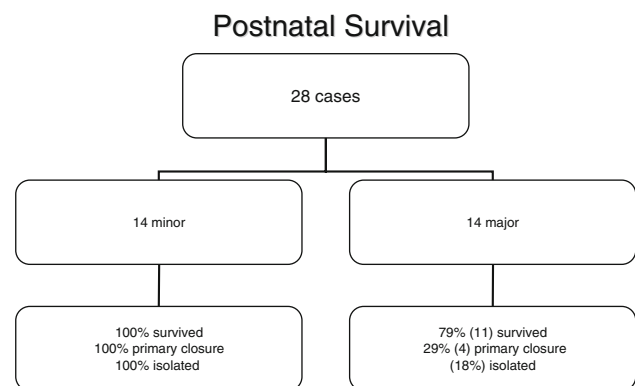 Postnatal Survival
28 cases
14 minor
14 major
100% survived
100% primary closure
100% isolated
79% (11) survived
29% (4) primary closure
(18%) isolated